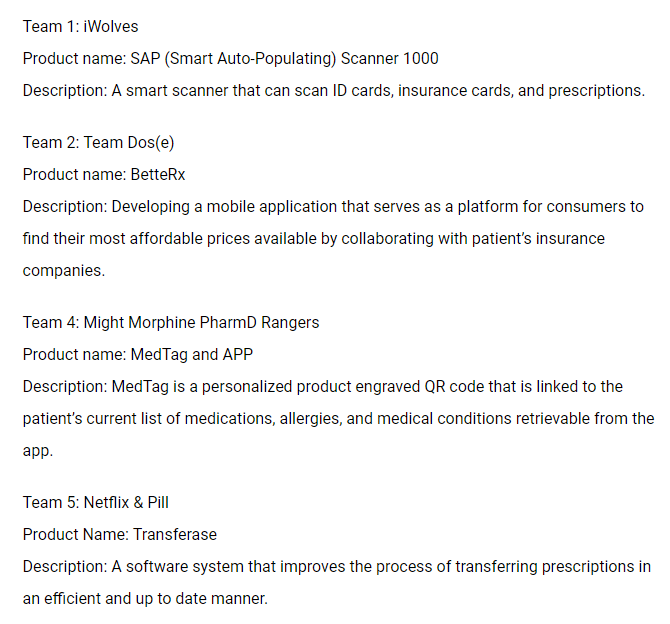 Team 1: iWolves
Product name: SAP (Smart Auto-Populating) Scanner 1000
Description: A smart scanner that can scan ID cards, insurance cards, and prescriptions.
Team 2: Team Dos(e)
Product name: BetteRx
Description: Developing a mobile application that serves as a platform for consumers to
find their most affordable prices available by collaborating with patient’s insurance
companies.
Team 4: Might Morphine PharmD Rangers
Product name: MedTag and APP
Description: MedTag is a personalized product engraved QR code that is linked to the
patient’s current list of medications, allergies, and medical conditions retrievable from the
app.
Team 5: Netflix & Pill
Product Name: Transferase
Description: A software system that improves the process of transferring prescriptions in
an efficient and up to date manner.